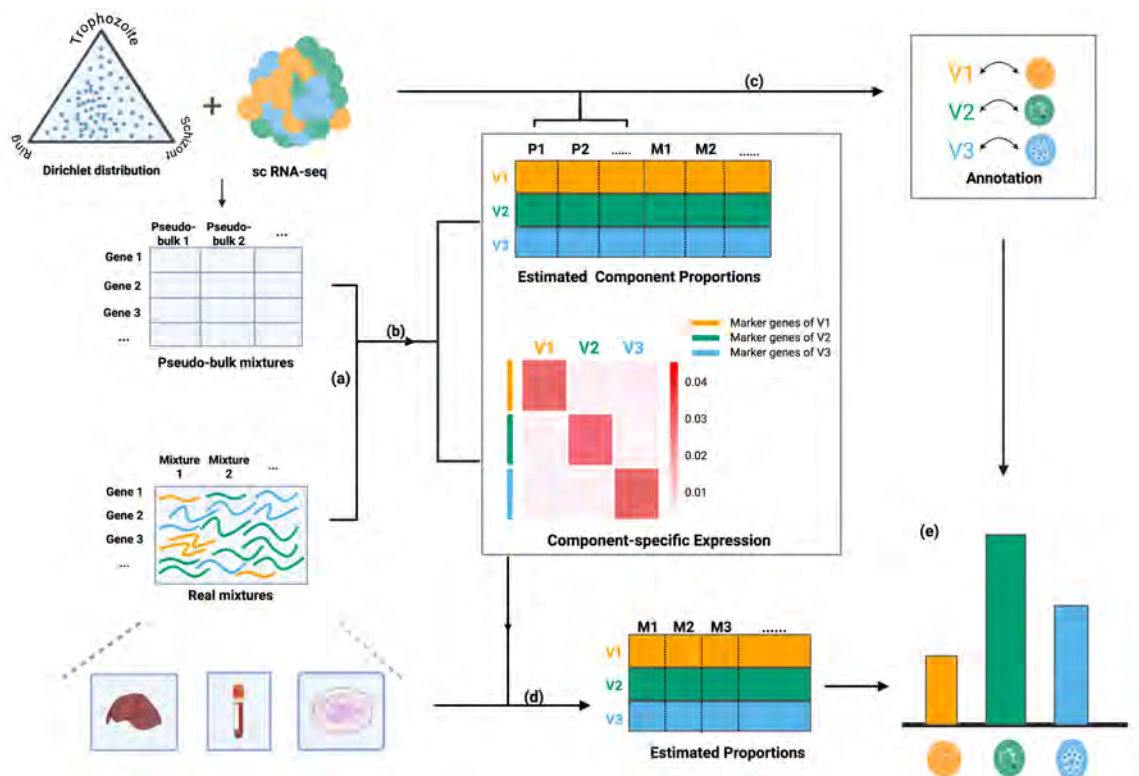 Trophozoite
Ring
Schizont
Dirichlet distribution
+
sc RNA-seq
(c)
V1
V2
V3
Annotation
P1 P2 ...... M1 M2 ......
V1
V2
V3
Estimated Component Proportions
Pseudo-bulk 1 Pseudo-bulk 2 ...
Gene 1
Gene 2
Gene 3
...
Pseudo-bulk mixtures
(a)
(b)
Marker genes of V1
Marker genes of V2
Marker genes of V3
V1 V2 V3
0.04
0.03
0.02
0.01
Component-specific Expression
Mixture 1 Mixture 2 ...
Gene 1
Gene 2
Gene 3
...
Real mixtures
(d)
M1 M2 M3 ......
V1
V2
V3
Estimated Proportions
(e)